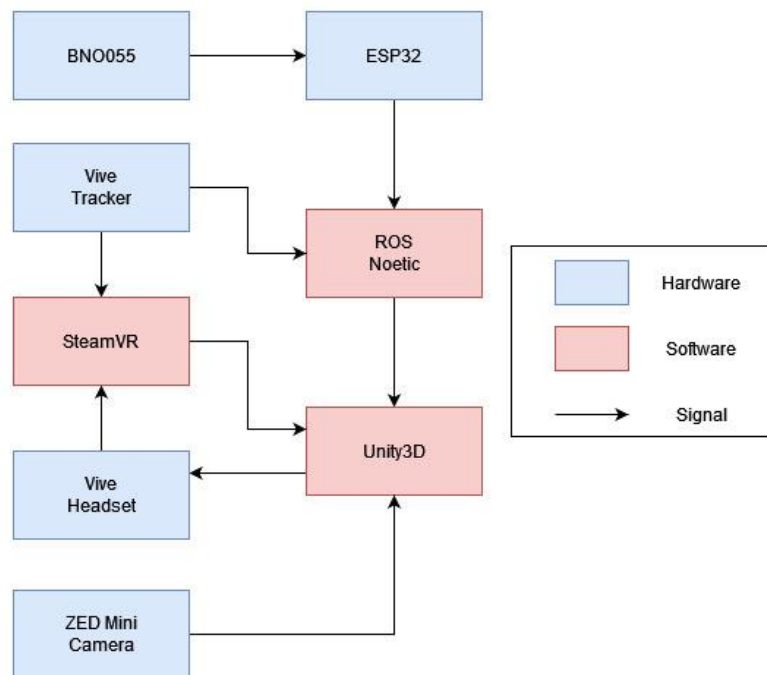 BNO055
ESP32
Vive
Tracker
ROS
Noetic
SteamVR
Unity3D
Vive
Headset
ZED Mini
Camera
Hardware
Software
Signal